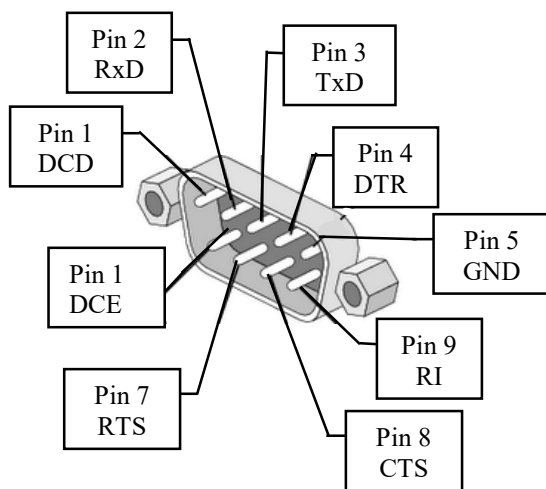 Pin 2
RxD
Pin 3
TxD
Pin 1
DCD
Pin 4
DTR
Pin 5
GND
Pin 1
DCE
Pin 9
RI
Pin 7
RTS
Pin 8
CTS